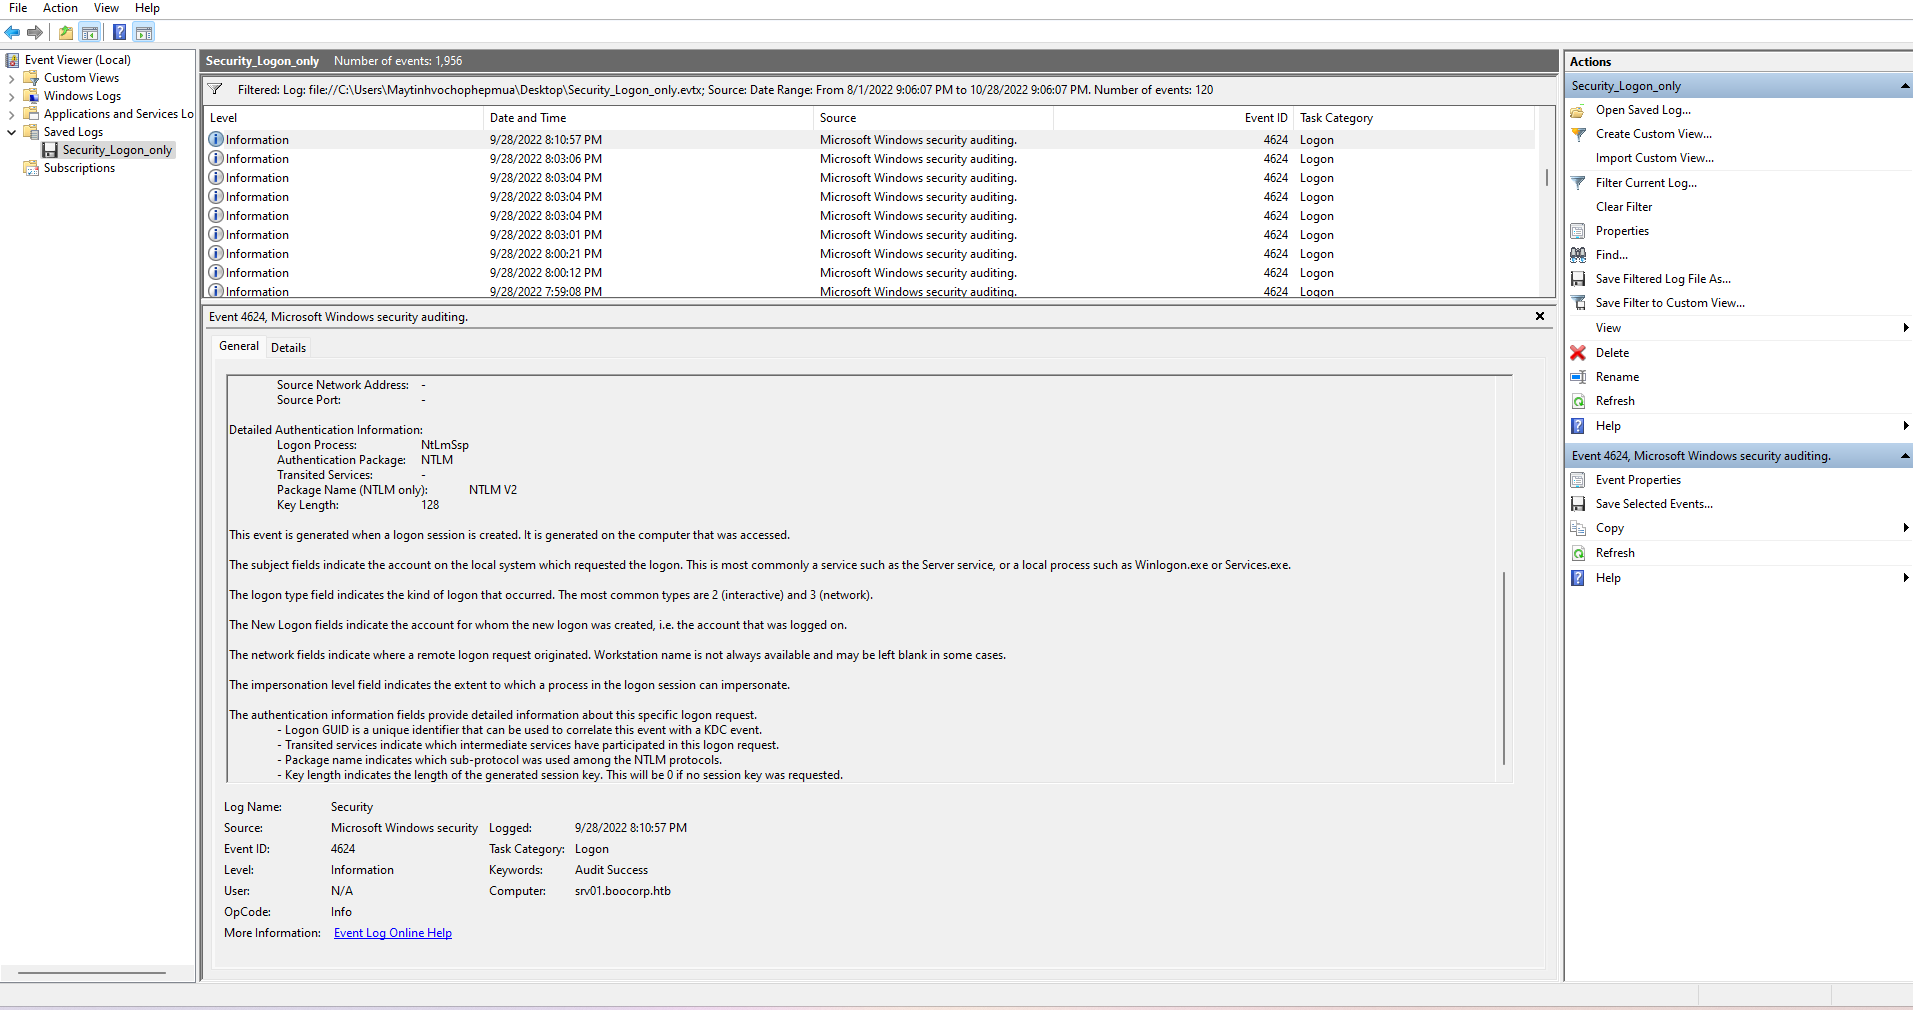 File Action View Help
Event Viewer (Local)
Custom Views
Windows Logs
Applications and Services Lo
Saved Logs
Security_Logon_only
Subscriptions
Security_Logon_only Number of events: 1,956
Filtered: Log: file://C:\Users\Maytinhvochophepmua\Desktop\Security_Logon_only.evtx; Source: Date Range: From 8/1/2022 9:06:07 PM to 10/28/2022 9:06:07 PM. Number of events: 120
Level Date and Time Source Event ID Task Category
Information 9/28/2022 8:10:57 PM Microsoft Windows security auditing. 4624 Logon
Information 9/28/2022 8:03:06 PM Microsoft Windows security auditing. 4624 Logon
Information 9/28/2022 8:03:04 PM Microsoft Windows security auditing. 4624 Logon
Information 9/28/2022 8:03:04 PM Microsoft Windows security auditing. 4624 Logon
Information 9/28/2022 8:03:04 PM Microsoft Windows security auditing. 4624 Logon
Information 9/28/2022 8:03:01 PM Microsoft Windows security auditing. 4624 Logon
Information 9/28/2022 8:00:21 PM Microsoft Windows security auditing. 4624 Logon
Information 9/28/2022 8:00:12 PM Microsoft Windows security auditing. 4624 Logon
Information 9/28/2022 7:59:08 PM Microsoft Windows security auditing. 4624 Logon
Event 4624, Microsoft Windows security auditing.
General Details
Source Network Address: -
Source Port: -
Detailed Authentication Information:
Logon Process: NtLmSsp
Authentication Package: NTLM
Transited Services: -
Package Name (NTLM only): NTLM V2
Key Length: 128
This event is generated when a logon session is created. It is generated on the computer that was accessed.
The subject fields indicate the account on the local system which requested the logon. This is most commonly a service such as the Server service, or a local process such as Winlogon.exe or Services.exe.
The logon type field indicates the kind of logon that occurred. The most common types are 2 (interactive) and 3 (network).
The New Logon fields indicate the account for whom the new logon was created, i.e. the account that was logged on.
The network fields indicate where a remote logon request originated. Workstation name is not always available and may be left blank in some cases.
The impersonation level field indicates the extent to which a process in the logon session can impersonate.
The authentication information fields provide detailed information about this specific logon request.
- Logon GUID is a unique identifier that can be used to correlate this event with a KDC event.
- Transited services indicate which intermediate services have participated in this logon request.
- Package name indicates which sub-protocol was used among the NTLM protocols.
- Key length indicates the length of the generated session key. This will be 0 if no session key was requested.
Log Name: Security
Source: Microsoft Windows security Logged: 9/28/2022 8:10:57 PM
Event ID: 4624 Task Category: Logon
Level: Information Keywords: Audit Success
User: N/A Computer: srv01.boocorp.htb
OpCode: Info
More Information: Event Log Online Help
Actions
Security_Logon_only
Open Saved Log...
Create Custom View...
Import Custom View...
Filter Current Log...
Clear Filter
Properties
Find...
Save Filtered Log File As...
Save Filter to Custom View...
View
Delete
Rename
Refresh
Help
Event 4624, Microsoft Windows security auditing.
Event Properties
Save Selected Events...
Copy
Refresh
Help